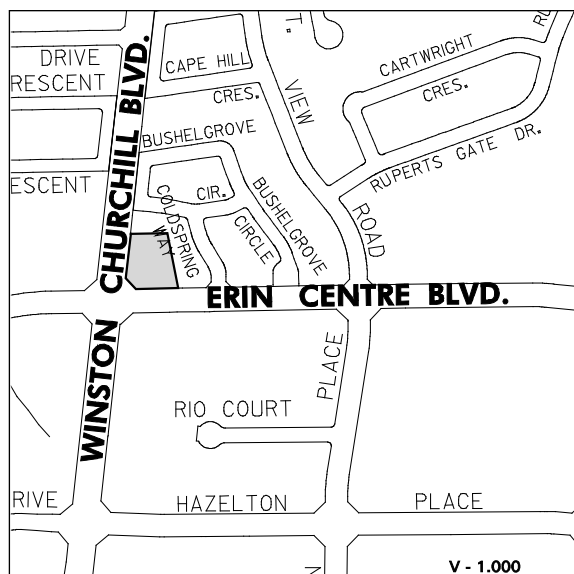 DRIVE
RESCENT
ESCENT
WINSTON CHURCHILL BLVD.
CAPE HILL
CRES.
T.
VIEW
ROAD
CARTWRIGHT
CRES.
RU
RUPERTS GATE DR.
BUSHELGROVE
CIR.
COLDSPRING
WAY
BUSHELGROVE
CIRCLE
ERIN CENTRE BLVD.
PLACE
RIO COURT
RIVE
HAZELTON
PLACE
N
V - 1.000